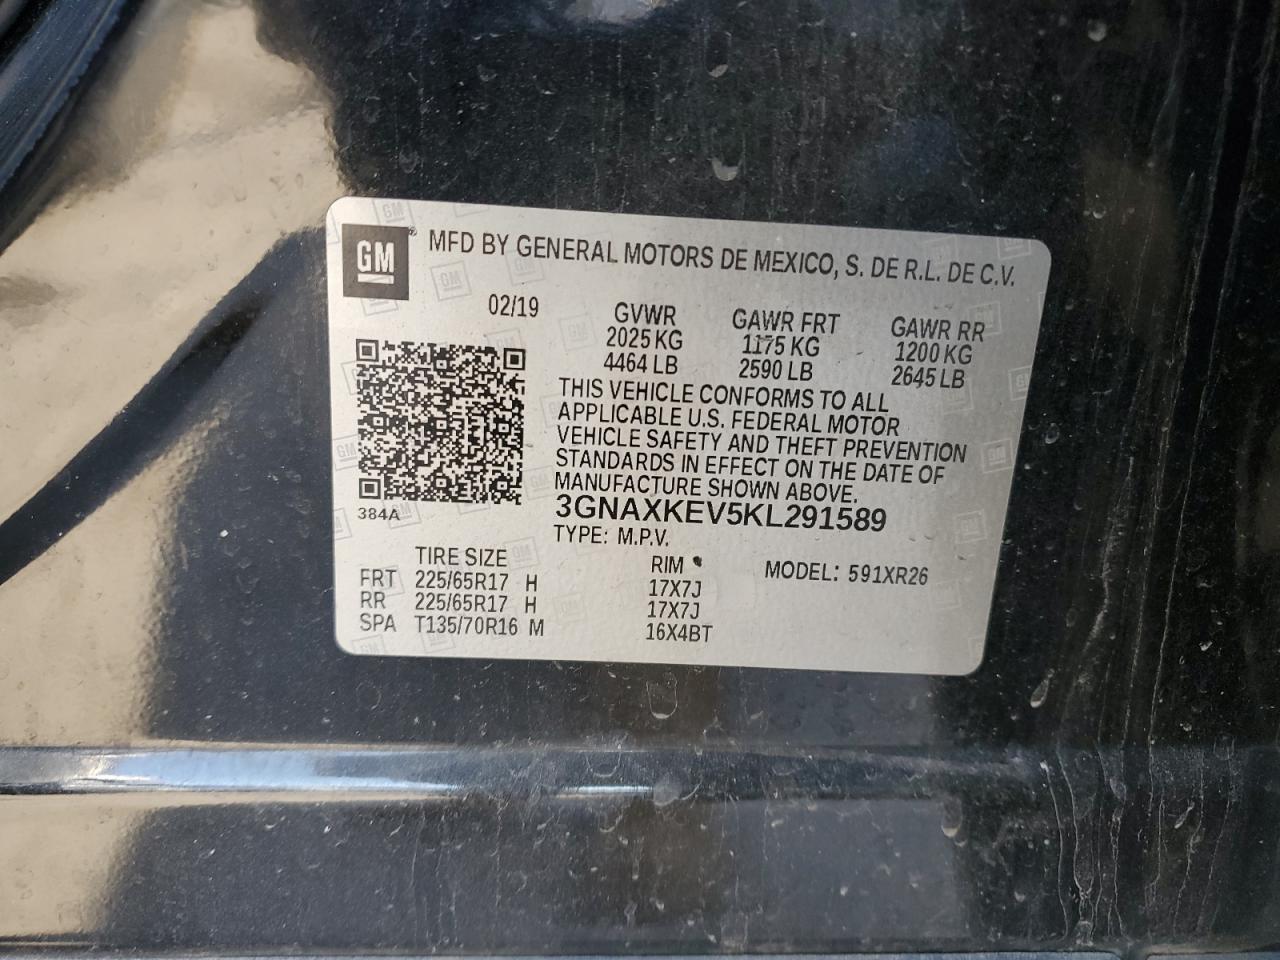 GM® MFD BY GENERAL MOTORS DE MEXICO, S. DE R.L. DE C.V.
02/19 GVWR GAWR FRT GAWR RR
2025 KG 1175 KG 1200 KG
4464 LB 2590 LB 2645 LB
THIS VEHICLE CONFORMS TO ALL
APPLICABLE U.S. FEDERAL MOTOR
VEHICLE SAFETY AND THEFT PREVENTION
STANDARDS IN EFFECT ON THE DATE OF
MANUFACTURE SHOWN ABOVE.
384A 3GNAXKEV5KL291589
TYPE: M.P.V.
TIRE SIZE RIM MODEL: 591XR26
FRT 225/65R17 H 17X7J
RR 225/65R17 H 17X7J
SPA T135/70R16 M 16X4BT